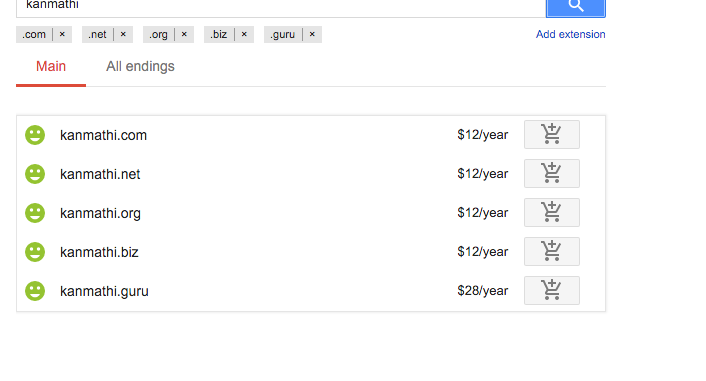 kanmathi
.com × .net × .org × .biz × .guru × Add extension
Main All endings
kanmathi.com $12/year
kanmathi.net $12/year
kanmathi.org $12/year
kanmathi.biz $12/year
kanmathi.guru $28/year